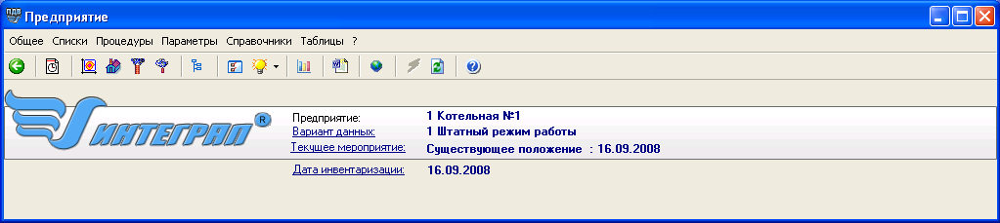 ПДВ
Предприятие
Общее Списки Процедуры Параметры Справочники Таблицы ?
ИНТЕГРАЛ ®
Предприятие: 1 Котельная №1
Вариант данных: 1 Штатный режим работы
Текущее мероприятие: Существующее положение : 16.09.2008
Дата инвентаризации: 16.09.2008